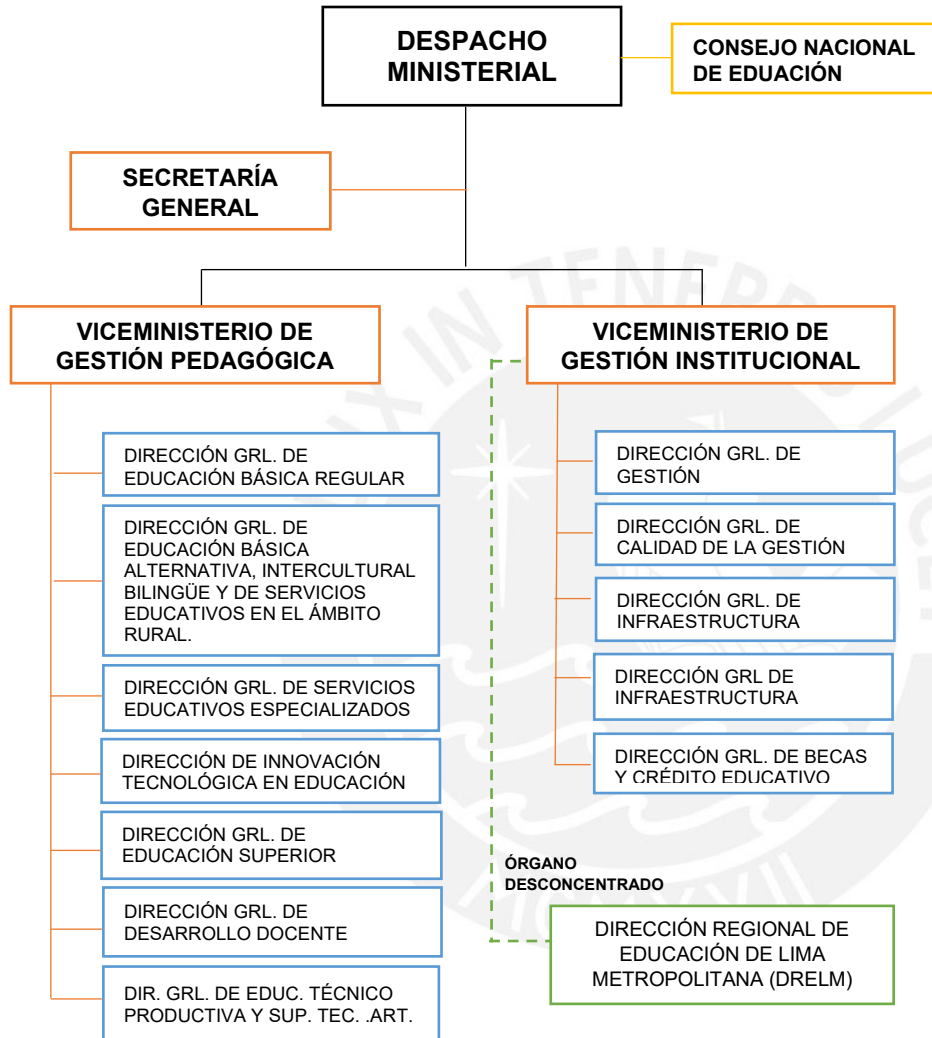 DESPACHO
MINISTERIAL
CONSEJO NACIONAL
DE EDUACIÓN
SECRETARÍA
GENERAL
VICEMINISTERIO DE
GESTIÓN PEDAGÓGICA
DIRECCIÓN GRL. DE
EDUCACIÓN BÁSICA REGULAR
DIRECCIÓN GRL. DE
EDUCACIÓN BÁSICA
ALTERNATIVA, INTERCULTURAL
BILINGÜE Y DE SERVICIOS
EDUCATIVOS EN EL ÁMBITO
RURAL.
DIRECCIÓN GRL. DE SERVICIOS
EDUCATIVOS ESPECIALIZADOS
DIRECCIÓN DE INNOVACIÓN
TECNOLÓGICA EN EDUCACIÓN
DIRECCIÓN GRL. DE
EDUCACIÓN SUPERIOR
DIRECCIÓN GRL. DE
DESARROLLO DOCENTE
DIR. GRL. DE EDUC. TÉCNICO
PRODUCTIVA Y SUP. TEC. .ART.
VICEMINISTERIO DE
GESTIÓN INSTITUCIONAL
DIRECCIÓN GRL. DE
GESTIÓN
DIRECCIÓN GRL. DE
CALIDAD DE LA GESTIÓN
DIRECCIÓN GRL. DE
INFRAESTRUCTURA
DIRECCIÓN GRL DE
INFRAESTRUCTURA
DIRECCIÓN GRL. DE BECAS
Y CRÉDITO EDUCATIVO
ÓRGANO
DESCONCENTRADO
DIRECCIÓN REGIONAL DE
EDUCACIÓN DE LIMA
METROPOLITANA (DRELM)